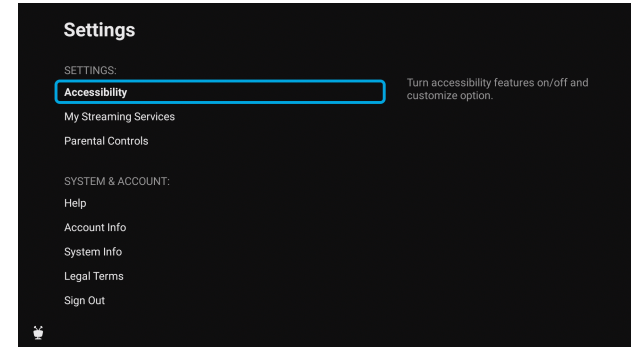 Settings
SETTINGS:
Accessibility
Turn accessibility features on/off and
customize option.
My Streaming Services
Parental Controls
SYSTEM & ACCOUNT:
Help
Account Info
System Info
Legal Terms
Sign Out